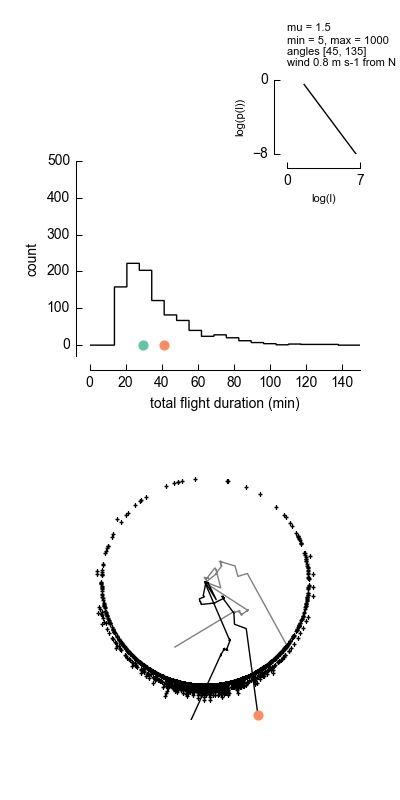 mu = 1.5
min = 5, max = 1000
angles [45, 135]
wind 0.8 m s-1 from N
0
log(p(l))
−8
0 7
log(l)
500
400
300
count
200
100
0
0 20 40 60 80 100 120 140
total flight duration (min)